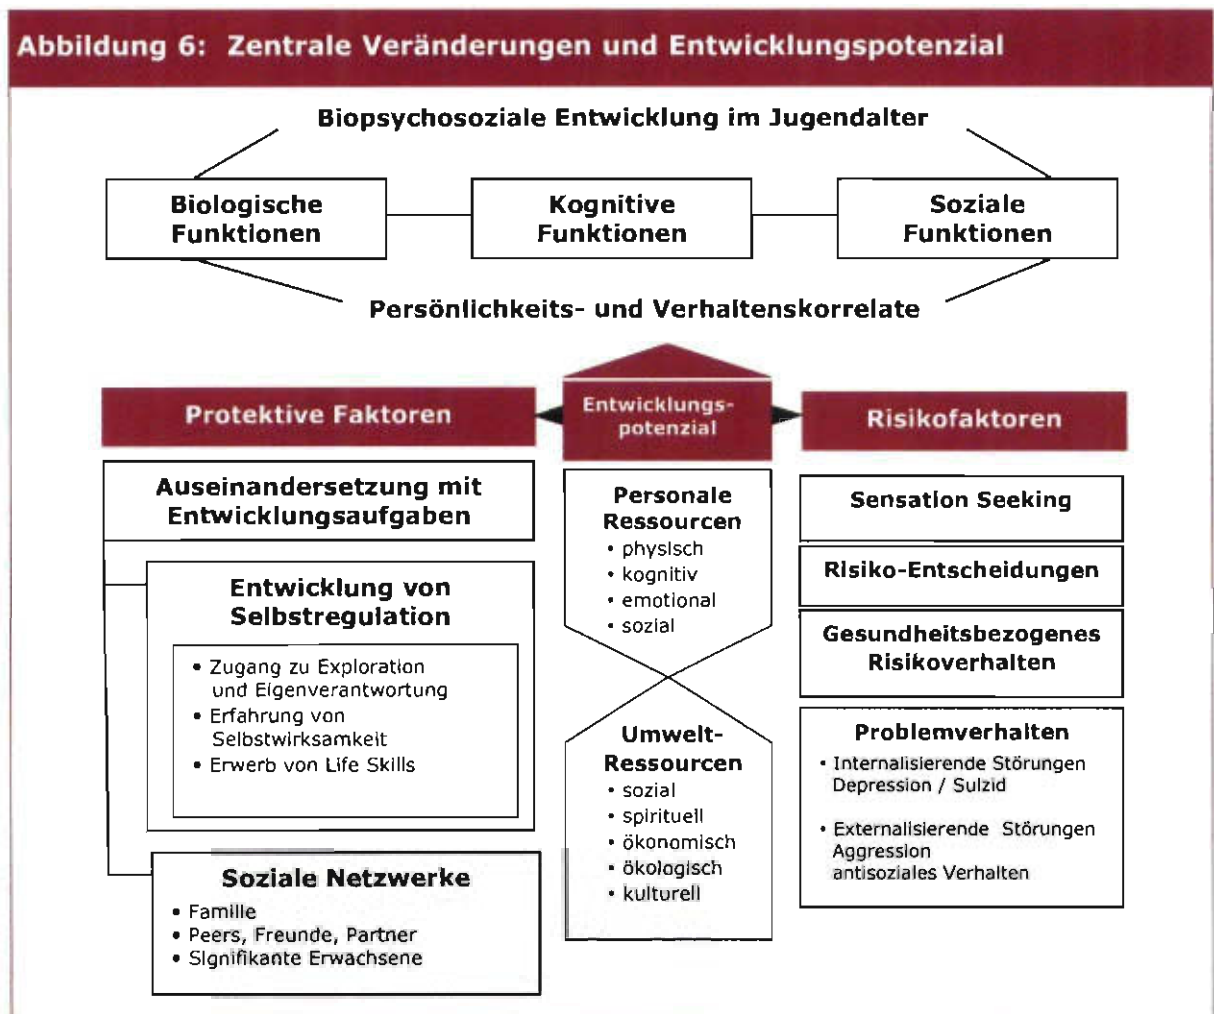 Abbildung 6: Zentrale Veränderungen und Entwicklungspotenzial
Biopsychosoziale Entwicklung im Jugendalter
Biologische
Funktionen
Kognitive
Funktionen
Soziale
Funktionen
Persönlichkeits- und Verhaltenskorrelate
Protektive Faktoren
Auseinandersetzung mit
Entwicklungsaufgaben
Entwicklung von
Selbstregulation
• Zugang zu Exploration
und Eigenverantwortung
• Erfahrung von
Selbstwirksamkeit
• Erwerb von Life Skills
Soziale Netzwerke
• Familie
• Peers, Freunde, Partner
• Signifikante Erwachsene
Entwicklungs-
potenzial
Personale
Ressourcen
• physisch
• kognitiv
• emotional
• sozial
Umwelt-
Ressourcen
• sozial
• spirituell
• ökonomisch
• ökologisch
• kulturell
Risikofaktoren
Sensation Seeking
Risiko-Entscheidungen
Gesundheitsbezogenes
Risikoverhalten
Problemverhalten
• Internalisierende Störungen
Depression / Suizid
• Externalisierende Störungen
Aggression
antisoziales Verhalten